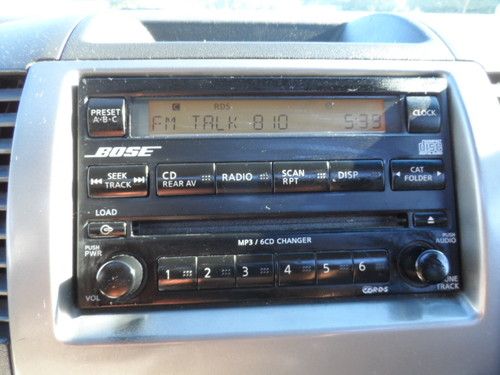 PRESET
A•B•C
C RDS
FM TALK 810 5:33
CLOCK
BOSE
disc
SEEK
TRACK
CD
REAR AV
RADIO
SCAN
RPT
DISP
CAT
FOLDER
LOAD
MP3 / 6CD CHANGER
PUSH
PWR
VOL
1 2 3 4 5 6
PUSH
AUDIO
TUNE
TRACK
R•D•S